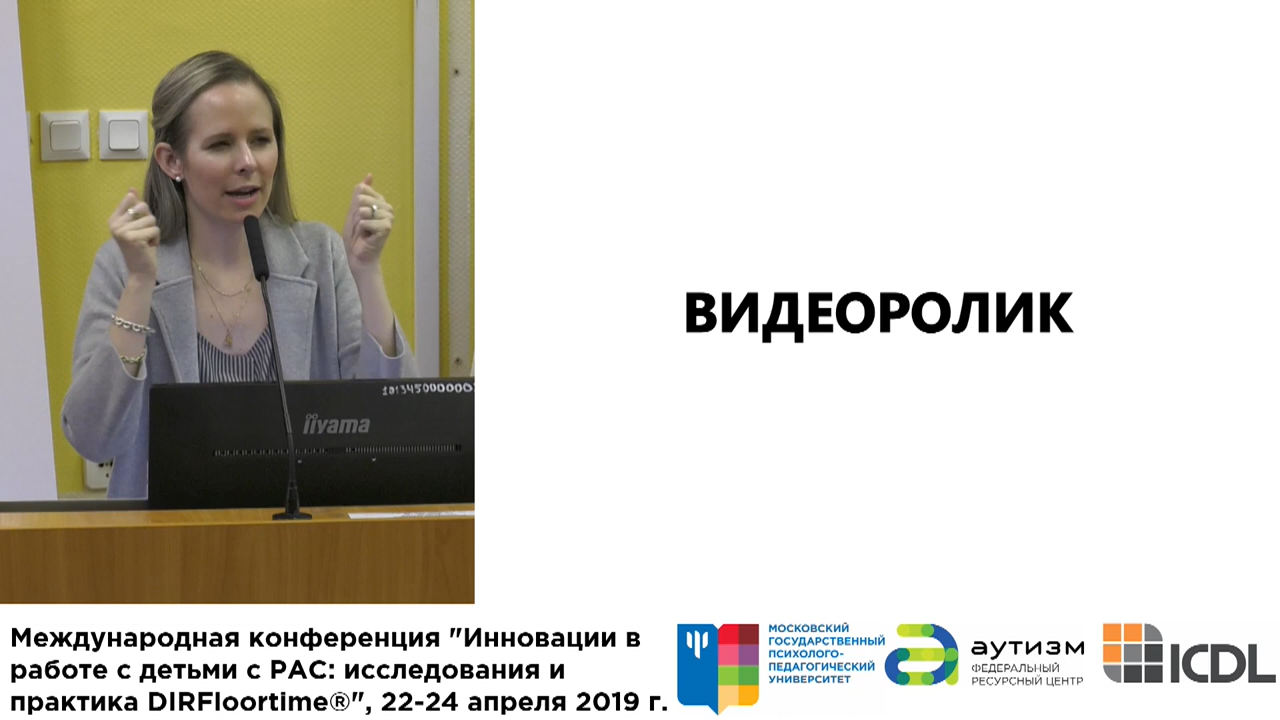 ВИДЕОРОЛИК
iiyama
Международная конференция "Инновации в
работе с детьми с РАС: исследования и
практика DIRFloortime®", 22-24 апреля 2019 г.
МОСКОВСКИЙ
ГОСУДАРСТВЕННЫЙ
ПСИХОЛОГО-
ПЕДАГОГИЧЕСКИЙ
УНИВЕРСИТЕТ
аутизм
ФЕДЕРАЛЬНЫЙ
РЕСУРСНЫЙ ЦЕНТР
ICDL